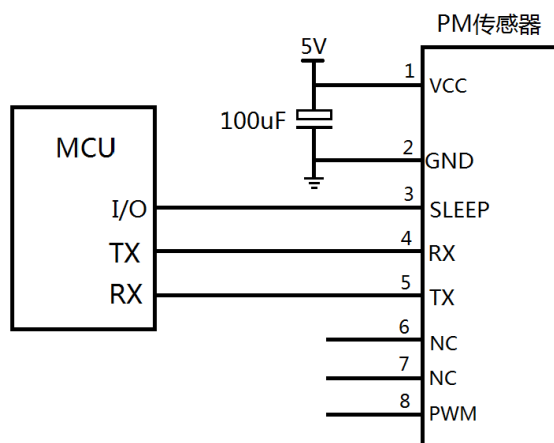 PM传感器
5V
1
VCC
100uF
MCU
2
GND
I/O
3
SLEEP
TX
4
RX
RX
5
TX
6
NC
7
NC
8
PWM